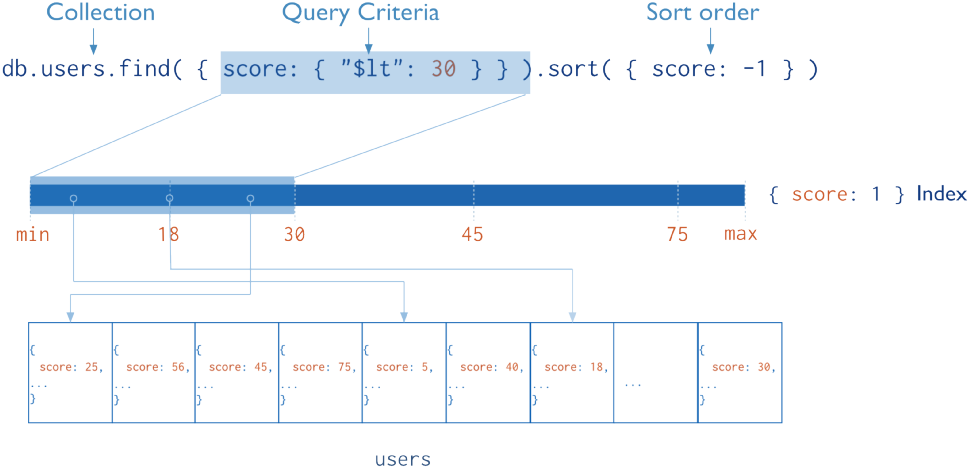 Collection Query Criteria Sort order
db.users.find( { score: { "$lt": 30 } } ).sort( { score: -1 } )
{ score: 1 } Index
min 18 30 45 75 max
{ { { { { { { {
score: 25, score: 56, score: 45, score: 75, score: 5, score: 40, score: 18, score: 30,
... ... ... ... ... ... ... ... ...
} } } } } } } }
users